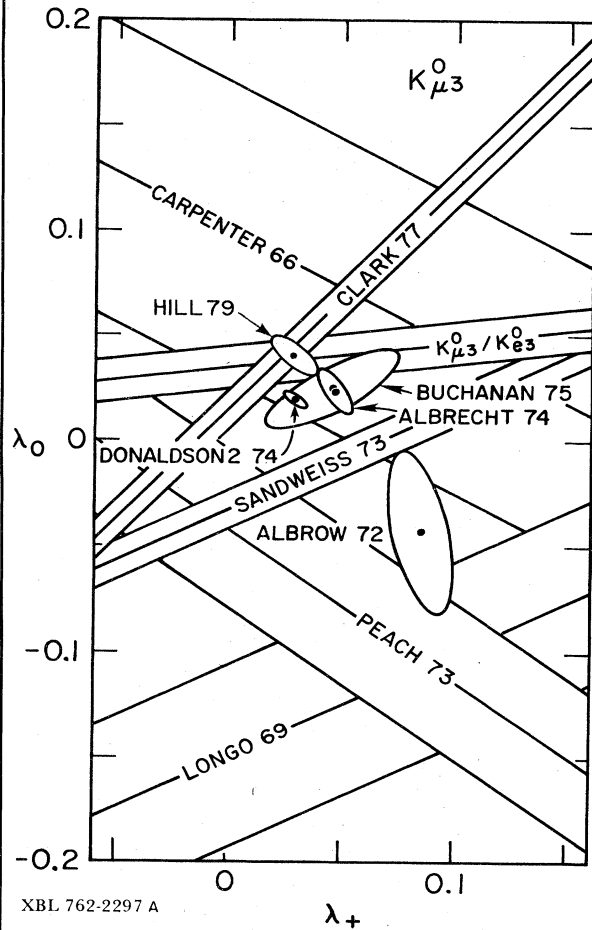 0.2
K⁰μ3
CARPENTER 66
0.1
CLARK 77
HILL 79
K⁰μ3/K⁰e3
BUCHANAN 75
ALBRECHT 74
λ₀ 0
DONALDSON2 74
SANDWEISS 73
ALBROW 72
PEACH 73
-0.1
LONGO 69
-0.2
0 0.1
XBL 762-2297 A
λ₊